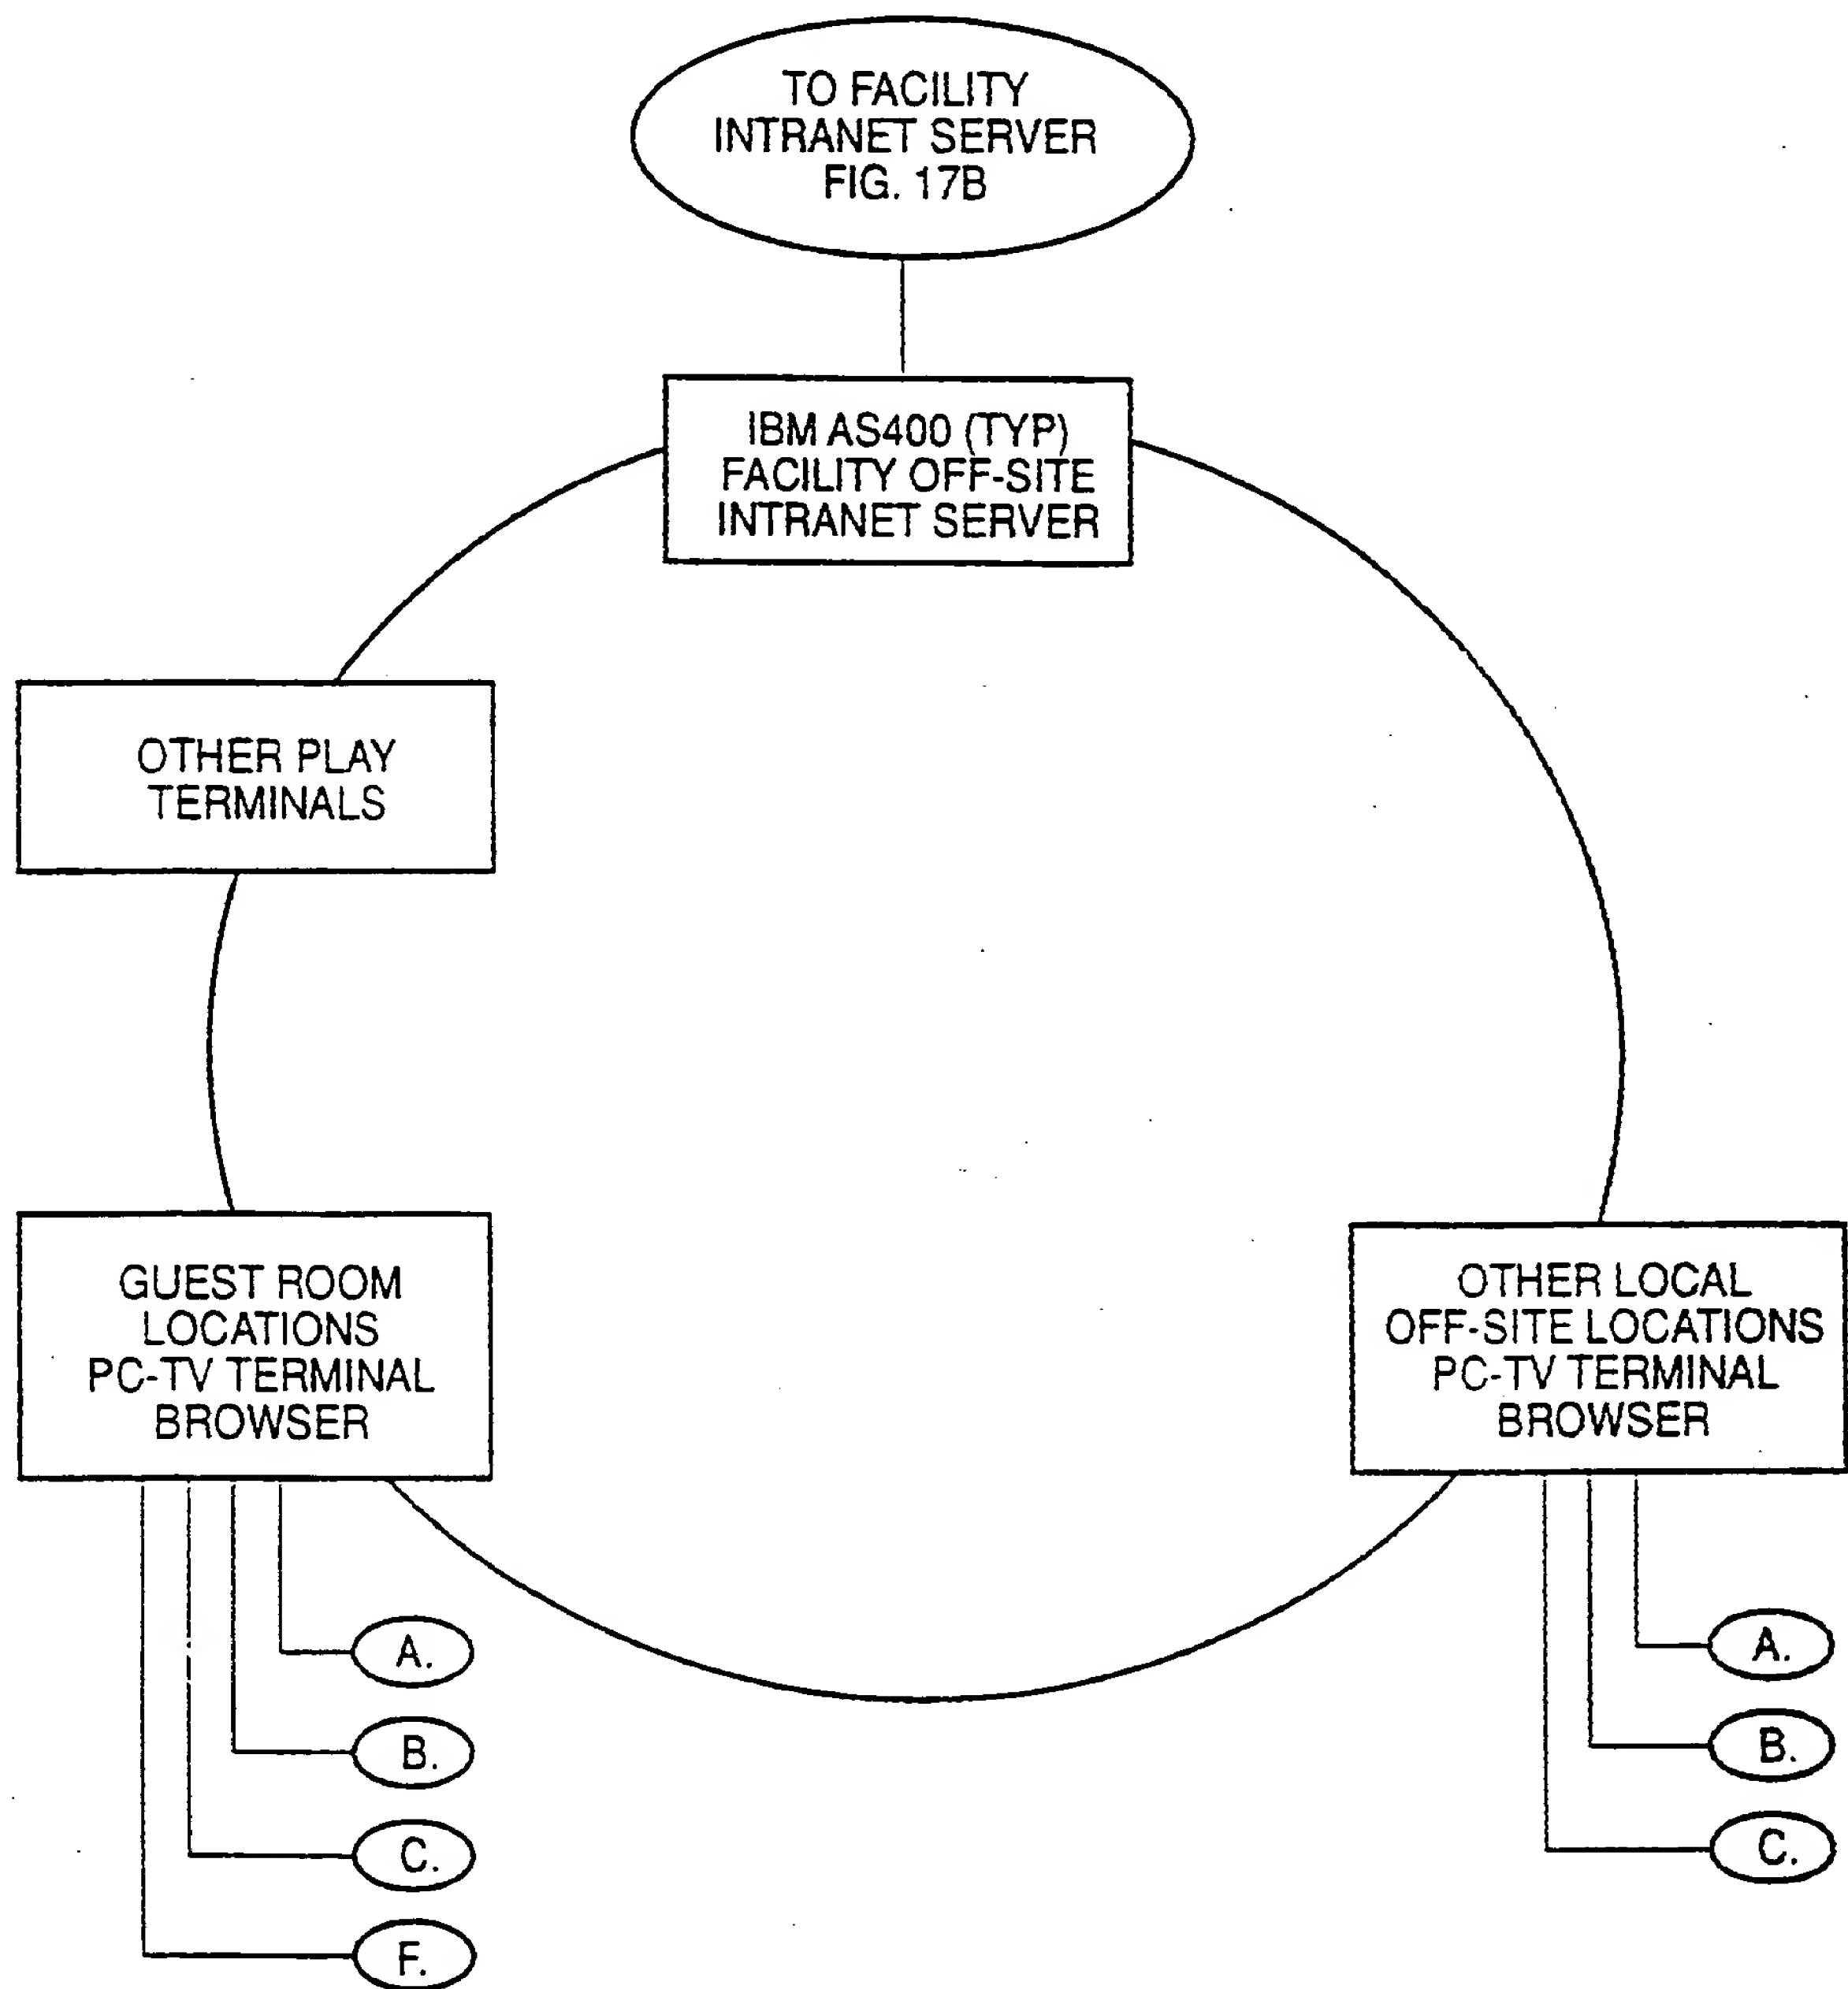 TO FACILITY
INTRANET SERVER
FIG. 17B
IBM AS400 (TYP)
FACILITY OFF-SITE
INTRANET SERVER
OTHER PLAY
TERMINALS
GUEST ROOM
LOCATIONS
PC-TV TERMINAL
BROWSER
OTHER LOCAL
OFF-SITE LOCATIONS
PC-TV TERMINAL
BROWSER
A.
B.
C.
F.
A.
B.
C.